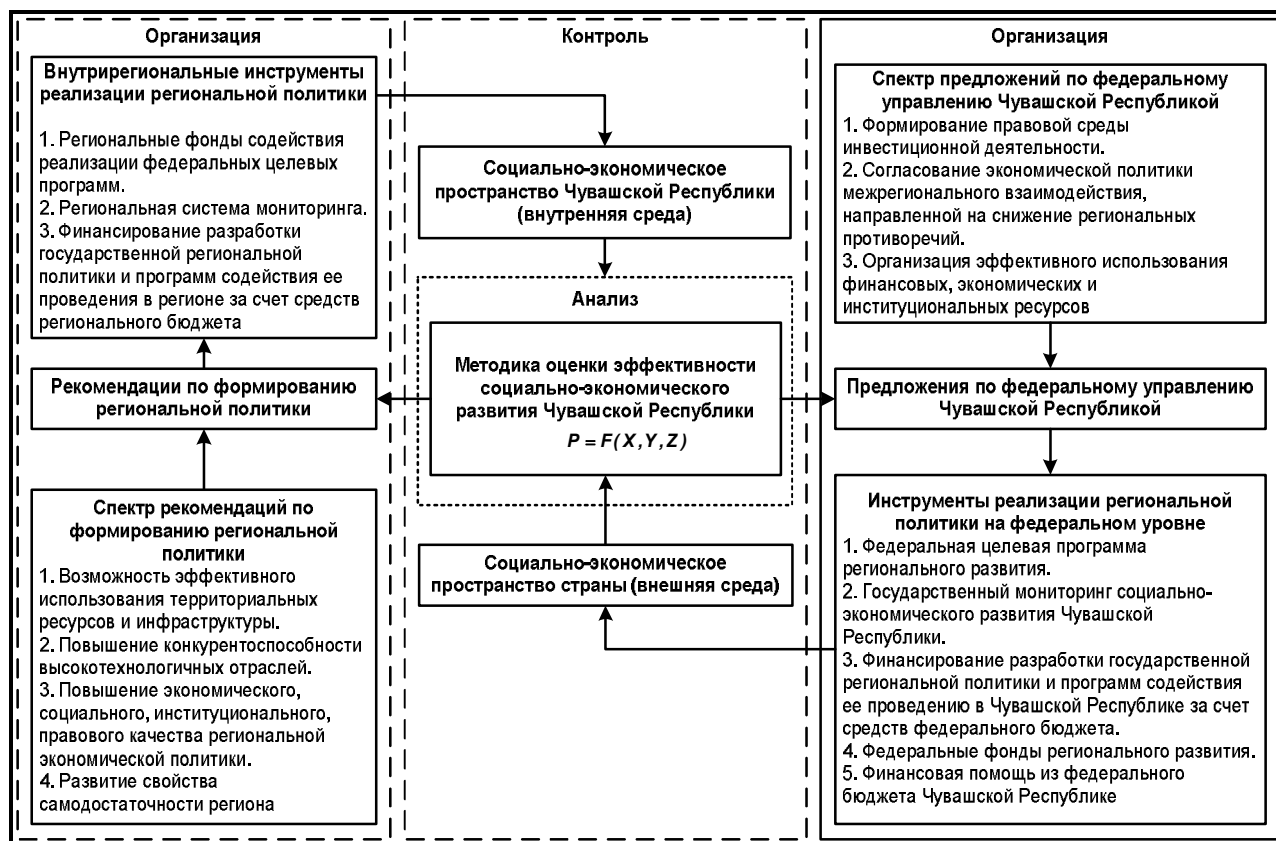 Организация
Внутрирегиональные инструменты
реализации региональной политики
1. Региональные фонды содействия
реализации федеральных целевых
программ.
2. Региональная система мониторинга.
3. Финансирование разработки
государственной региональной
политики и программ содействия ее
проведения в регионе за счет средств
регионального бюджета
Рекомендации по формированию
региональной политики
Спектр рекомендаций по
формированию региональной
политики
1. Возможность эффективного
использования территориальных
ресурсов и инфраструктуры.
2. Повышение конкурентоспособности
высокотехнологичных отраслей.
3. Повышение экономического,
социального, институционального,
правового качества региональной
экономической политики.
4. Развитие свойства
самодостаточности региона
Контроль
Социально-экономическое
пространство Чувашской Республики
(внутренняя среда)
Анализ
Методика оценки эффективности
социально-экономического
развития Чувашской Республики
P = F( X , Y , Z )
Социально-экономическое
пространство страны (внешняя среда)
Организация
Спектр предложений по федеральному
управлению Чувашской Республикой
1. Формирование правовой среды
инвестиционной деятельности.
2. Согласование экономической политики
межрегионального взаимодействия,
направленной на снижение региональных
противоречий.
3. Организация эффективного использования
финансовых, экономических и
институциональных ресурсов
Предложения по федеральному управлению
Чувашской Республикой
Инструменты реализации региональной
политики на федеральном уровне
1. Федеральная целевая программа
регионального развития.
2. Государственный мониторинг социально-
экономического развития Чувашской
Республики.
3. Финансирование разработки государственной
региональной политики и программ содействия
ее проведению в Чувашской Республике за счет
средств федерального бюджета.
4. Федеральные фонды регионального развития.
5. Финансовая помощь из федерального
бюджета Чувашской Республике